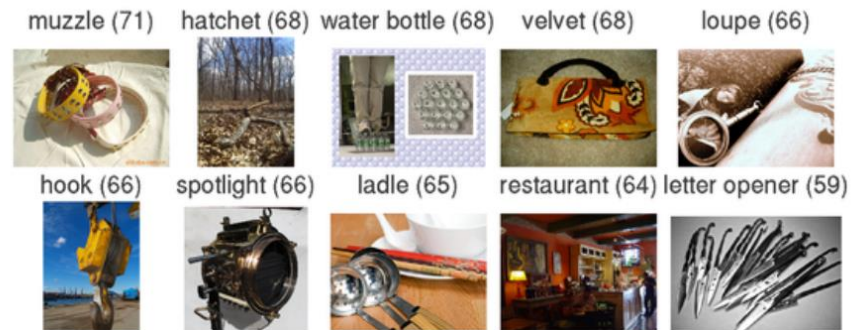 muzzle (71) hatchet (68) water bottle (68) velvet (68) loupe (66)
hook (66) spotlight (66) ladle (65) restaurant (64) letter opener (59)